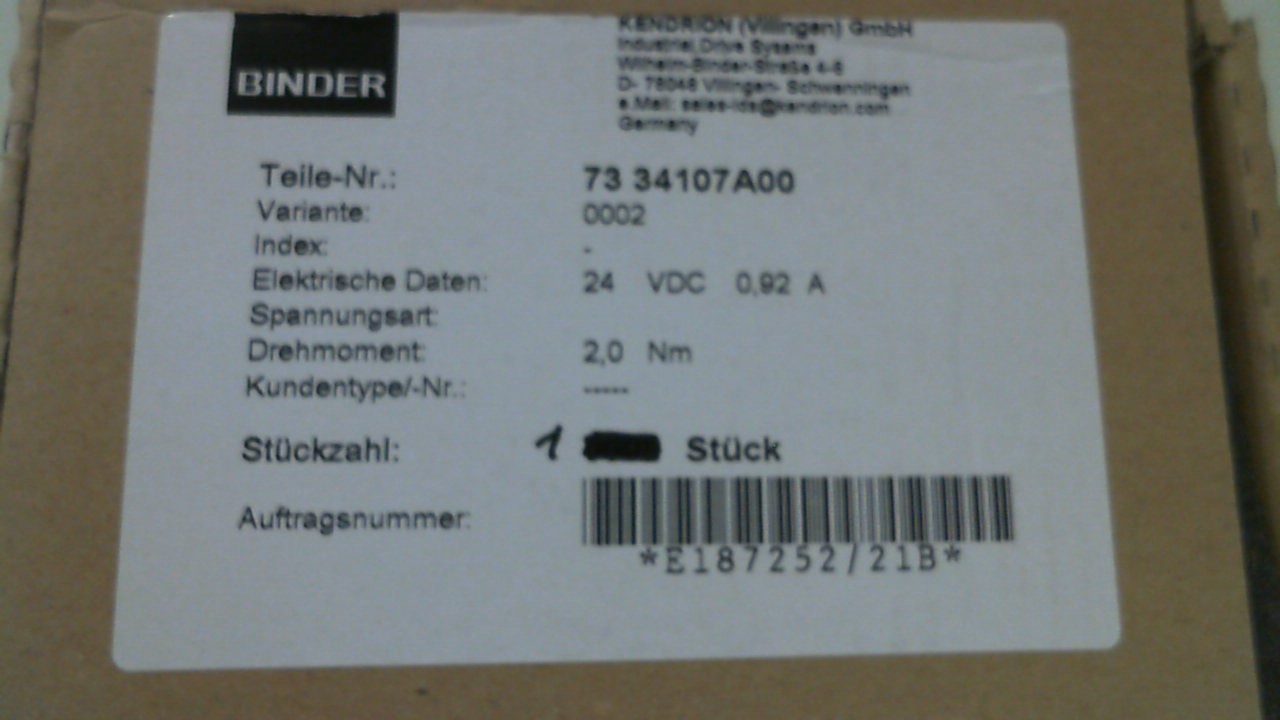 BINDER
KENDRION (Villingen) GmbH
Industrial Drive Sysems
Wilhelm-Binder-Straße 4-6
D- 78048 Villingen- Schwenningen
e.Mail: sales-ids@kendrion.com
Germany
Teile-Nr.: 73 34107A00
Variante: 0002
Index: -
Elektrische Daten: 24 VDC 0,92 A
Spannungsart:
Drehmoment: 2,0 Nm
Kundentype/-Nr.: -----
Stückzahl: 1 Stück
Auftragsnummer:
*E187252/21B*